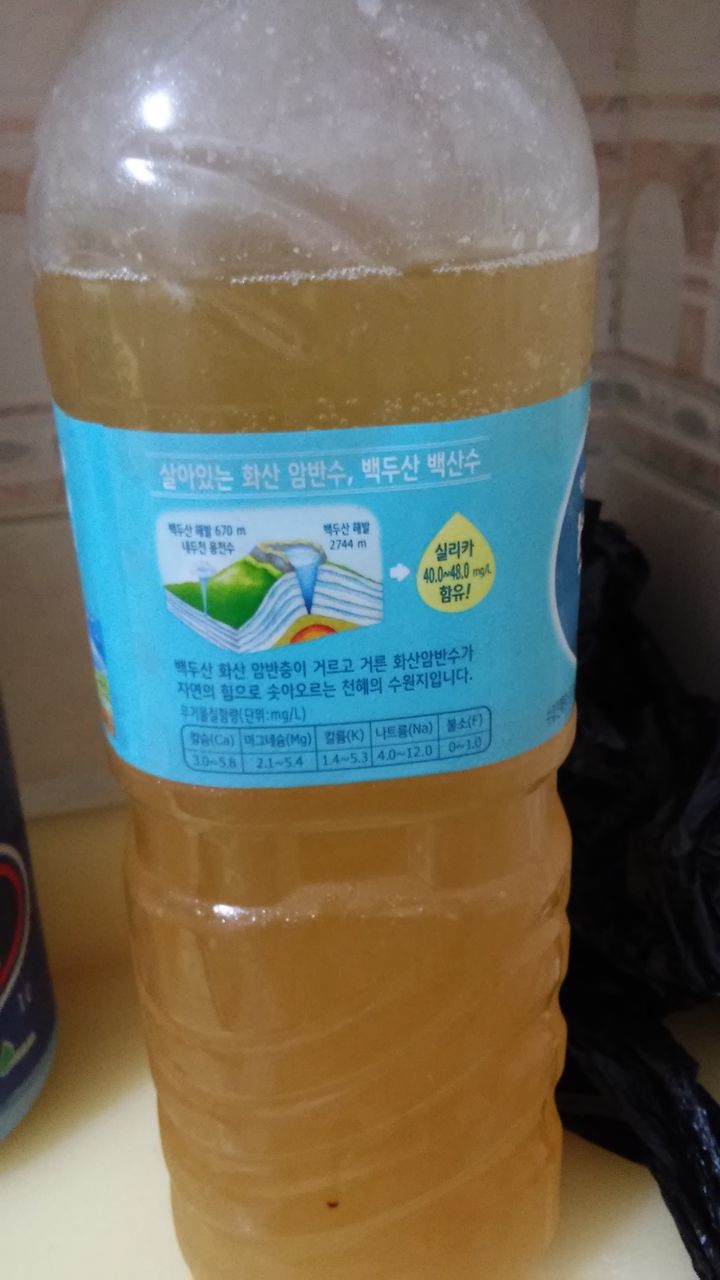 살아있는 화산 암반수, 백두산 백산수
백두산 해발 670 m
내두천 용천수
백두산 해발
2744 m
실리카
40.0~48.0 mg/L
함유!
백두산 화산 암반층이 거르고 거른 화산암반수가
자연의 힘으로 솟아오르는 천혜의 수원지입니다.
무기물질함량(단위:mg/L)
칼슘(Ca) 마그네슘(Mg) 칼륨(K) 나트륨(Na) 불소(F)
3.0~5.8 2.1~5.4 1.4~5.3 4.0~12.0 0~1.0